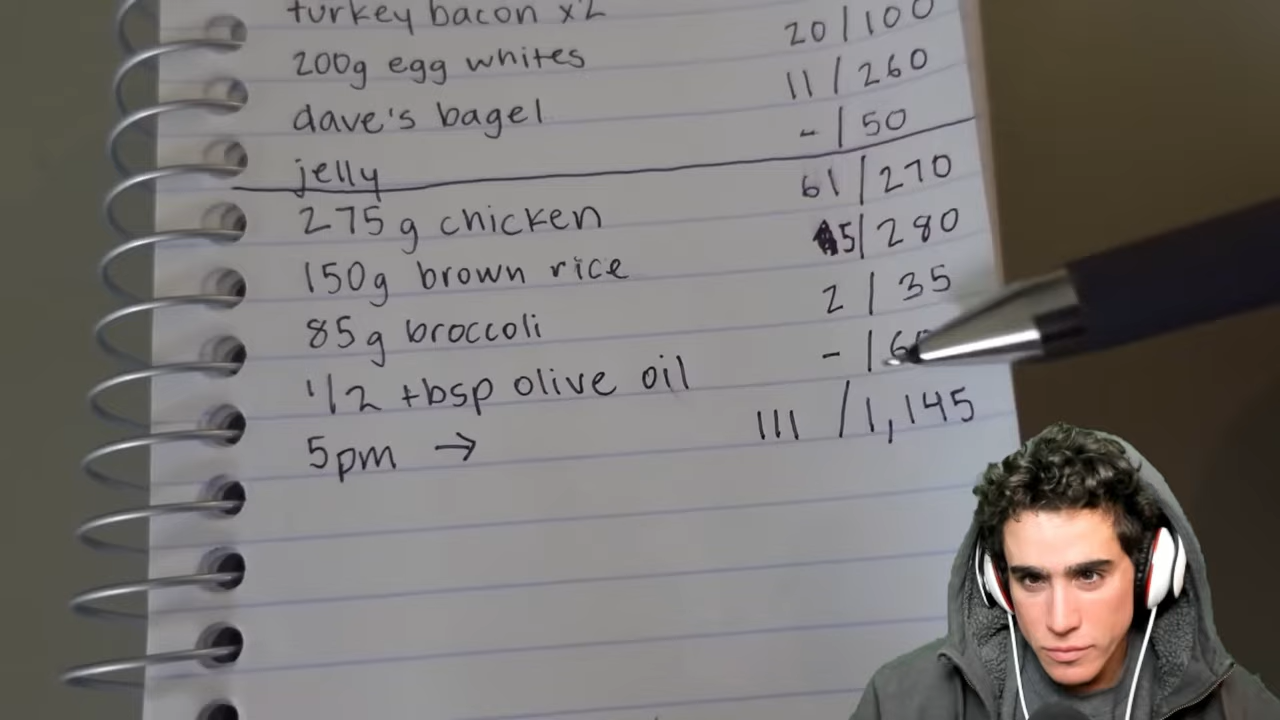 turkey bacon x2
200g egg whites 20/100
dave's bagel 11/260
jelly -/50
275g chicken 61/270
150g brown rice 5/280
85g broccoli 2/35
1/2 tbsp olive oil -/60
5pm → 111/1,145